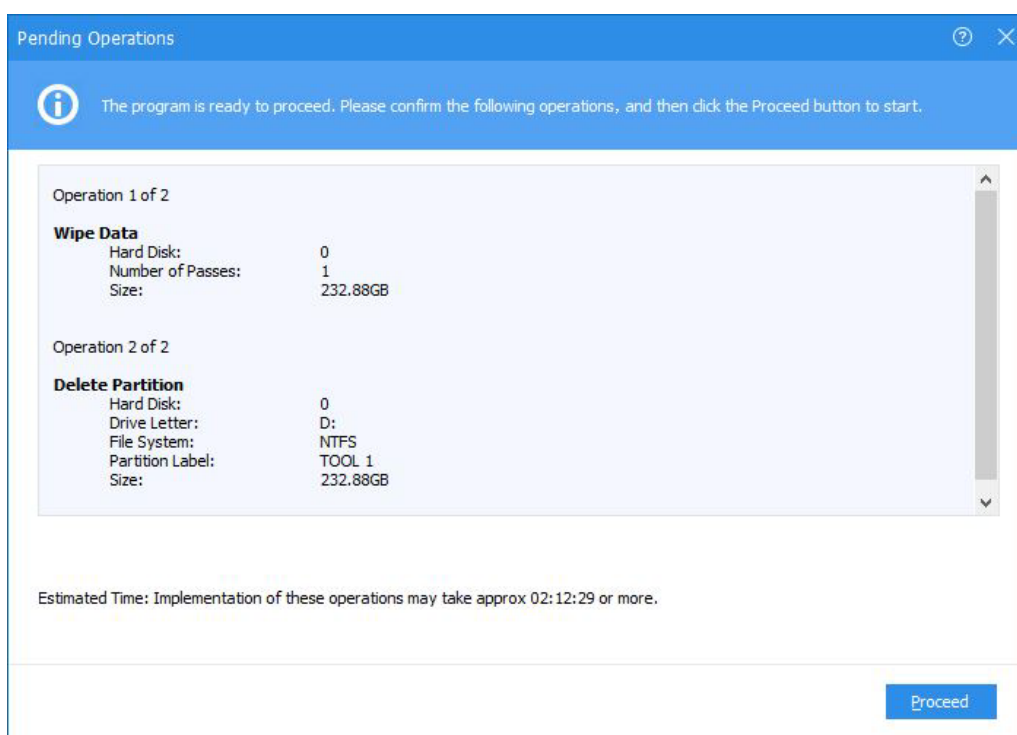 Pending Operations
The program is ready to proceed. Please confirm the following operations, and then click the Proceed button to start.
Operation 1 of 2
Wipe Data
Hard Disk: 0
Number of Passes: 1
Size: 232.88GB
Operation 2 of 2
Delete Partition
Hard Disk: 0
Drive Letter: D:
File System: NTFS
Partition Label: TOOL 1
Size: 232.88GB
Estimated Time: Implementation of these operations may take approx 02:12:29 or more.
Proceed